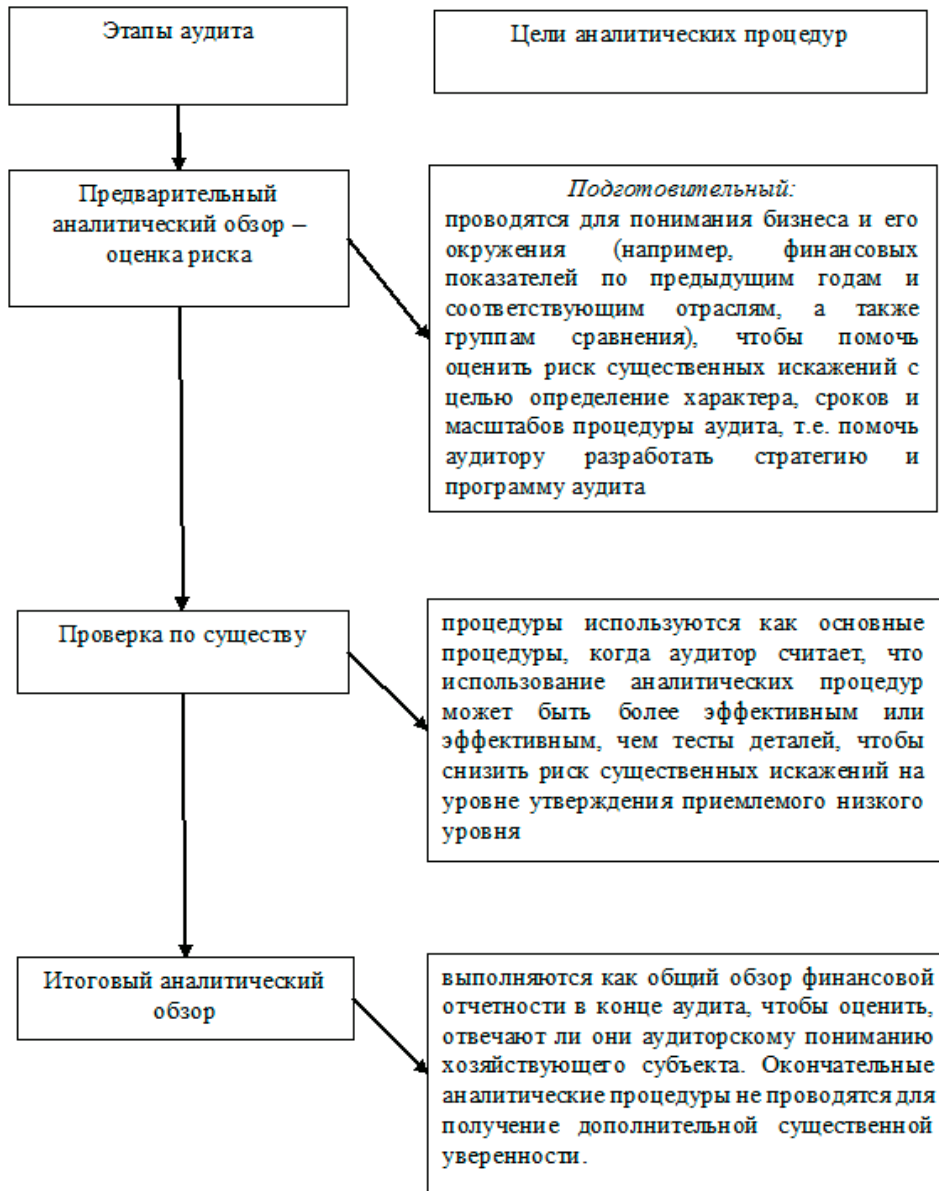 Этапы аудита
Цели аналитических процедур
Предварительный
аналитический обзор –
оценка риска
Подготовительный:
проводятся для понимания бизнеса и его
окружения (например, финансовых
показателей по предыдущим годам и
соответствующим отраслям, а также
группам сравнения), чтобы помочь
оценить риск существенных искажений с
целью определение характера, сроков и
масштабов процедуры аудита, т.е. помочь
аудитору разработать стратегию и
программу аудита
Проверка по существу
процедуры используются как основные
процедуры, когда аудитор считает, что
использование аналитических процедур
может быть более эффективным или
эффективным, чем тесты деталей, чтобы
снизить риск существенных искажений на
уровне утверждения приемлемого низкого
уровня
Итоговый аналитический
обзор
выполняются как общий обзор финансовой
отчетности в конце аудита, чтобы оценить,
отвечают ли они аудиторскому пониманию
хозяйствующего субъекта. Окончательные
аналитические процедуры не проводятся для
получение дополнительной существенной
уверенности.